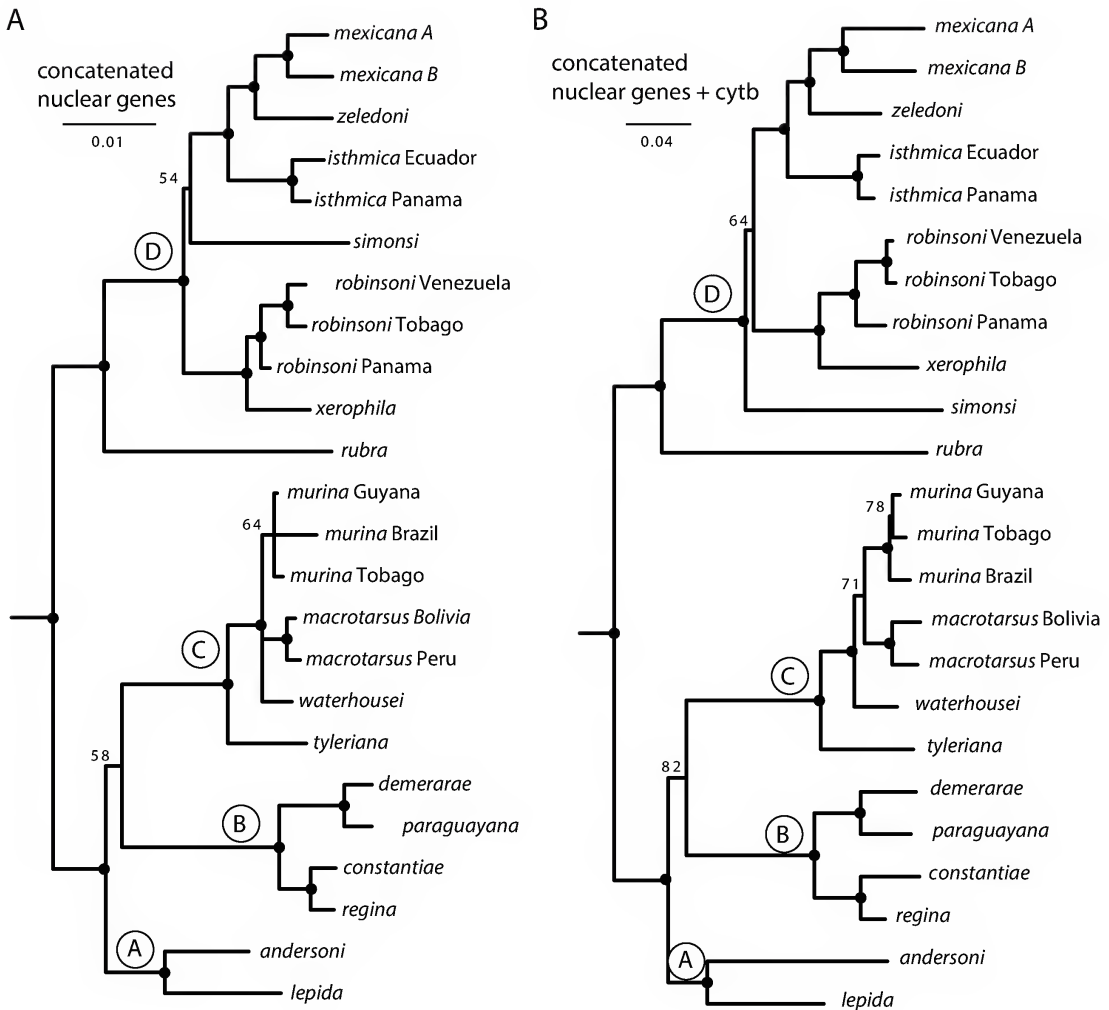 A
concatenated
nuclear genes
0.01
mexicana A
mexicana B
zeledoni
isthmica Ecuador
isthmica Panama
54
simonsi
D
robinsoni Venezuela
robinsoni Tobago
robinsoni Panama
xerophila
rubra
murina Guyana
64
murina Brazil
murina Tobago
macrotarsus Bolivia
C
macrotarsus Peru
waterhousei
tyleriana
58
demerarae
B
paraguayana
constantiae
regina
A
andersoni
lepida
B
concatenated
nuclear genes + cytb
0.04
mexicana A
mexicana B
zeledoni
isthmica Ecuador
isthmica Panama
64
robinsoni Venezuela
robinsoni Tobago
D
robinsoni Panama
xerophila
simonsi
rubra
murina Guyana
78
murina Tobago
murina Brazil
71
macrotarsus Bolivia
macrotarsus Peru
C
waterhousei
tyleriana
82
demerarae
B
paraguayana
constantiae
regina
A
andersoni
lepida